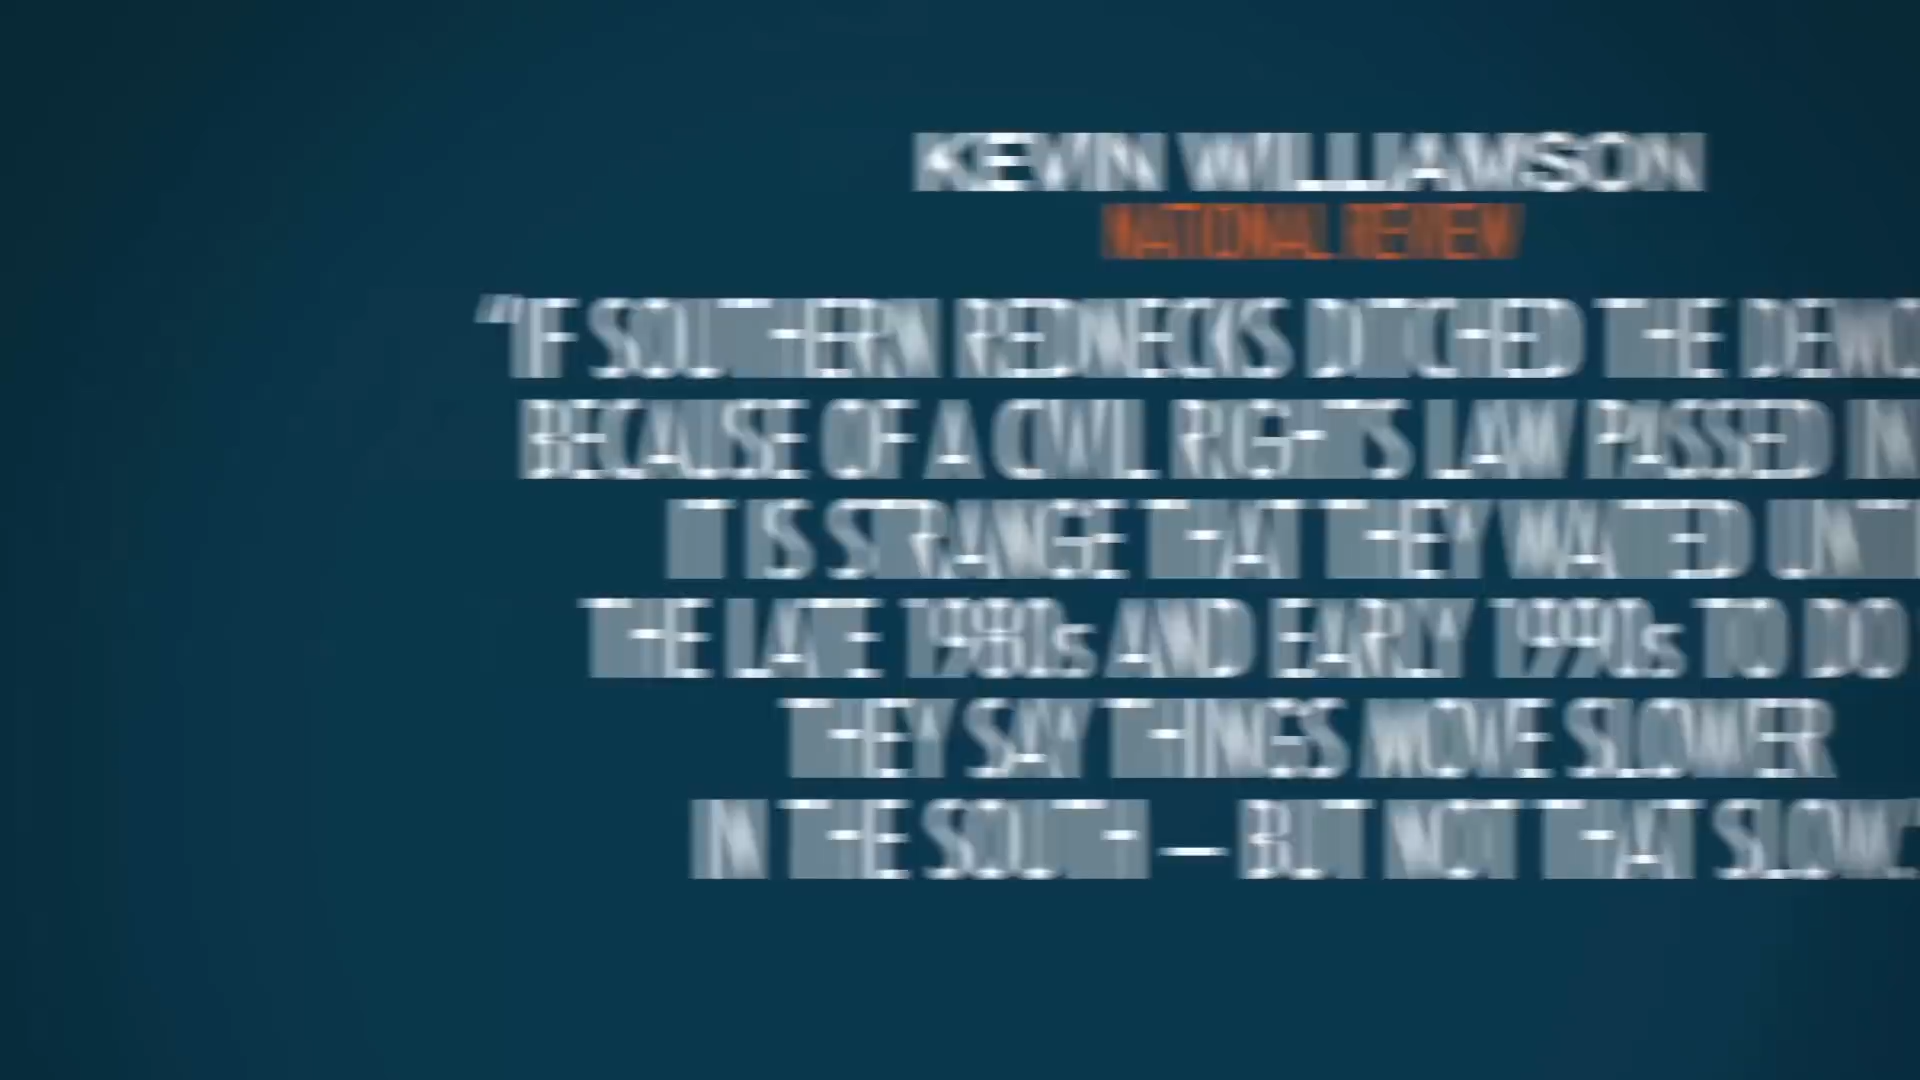 KEVIN WILLIAMSON
NATIONAL REVIEW
"IF SOUTHERN REDNECKS DITCHED THE
BECAUSE OF A CIVIL RIGHTS LAW PASSED IN
IT IS STRANGE THAT THEY WAITED UNTIL
THE LATE 1980s AND EARLY 1990s TO DO
THEY SAY THINGS MOVE SLOWER
IN THE SOUTH — BUT NOT THAT SLOW."